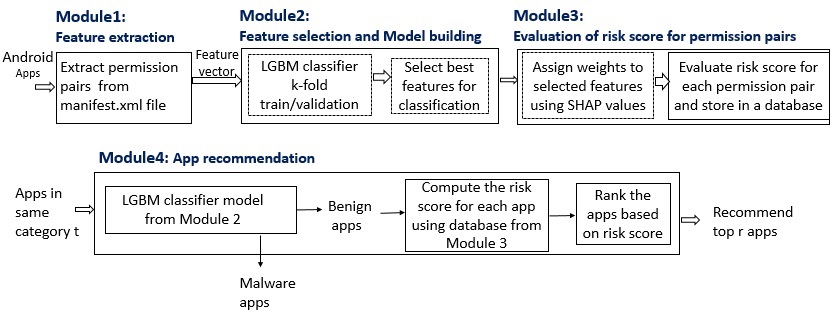 Module1:
Feature extraction
Android
Apps
Extract permission
pairs from
manifest.xml file
Feature
vector
Module2:
Feature selection and Model building
LGBM classifier
k-fold
train/validation
Select best
features for
classification
Module3:
Evaluation of risk score for permission pairs
Assign weights to
selected features
using SHAP values
Evaluate risk score for
each permission pair
and store in a database
Module4: App recommendation
Apps in
same
category t
LGBM classifier model
from Module 2
Benign
apps
Malware
apps
Compute the risk
score for each app
using database from
Module 3
Rank the
apps based
on risk score
Recommend
top r apps